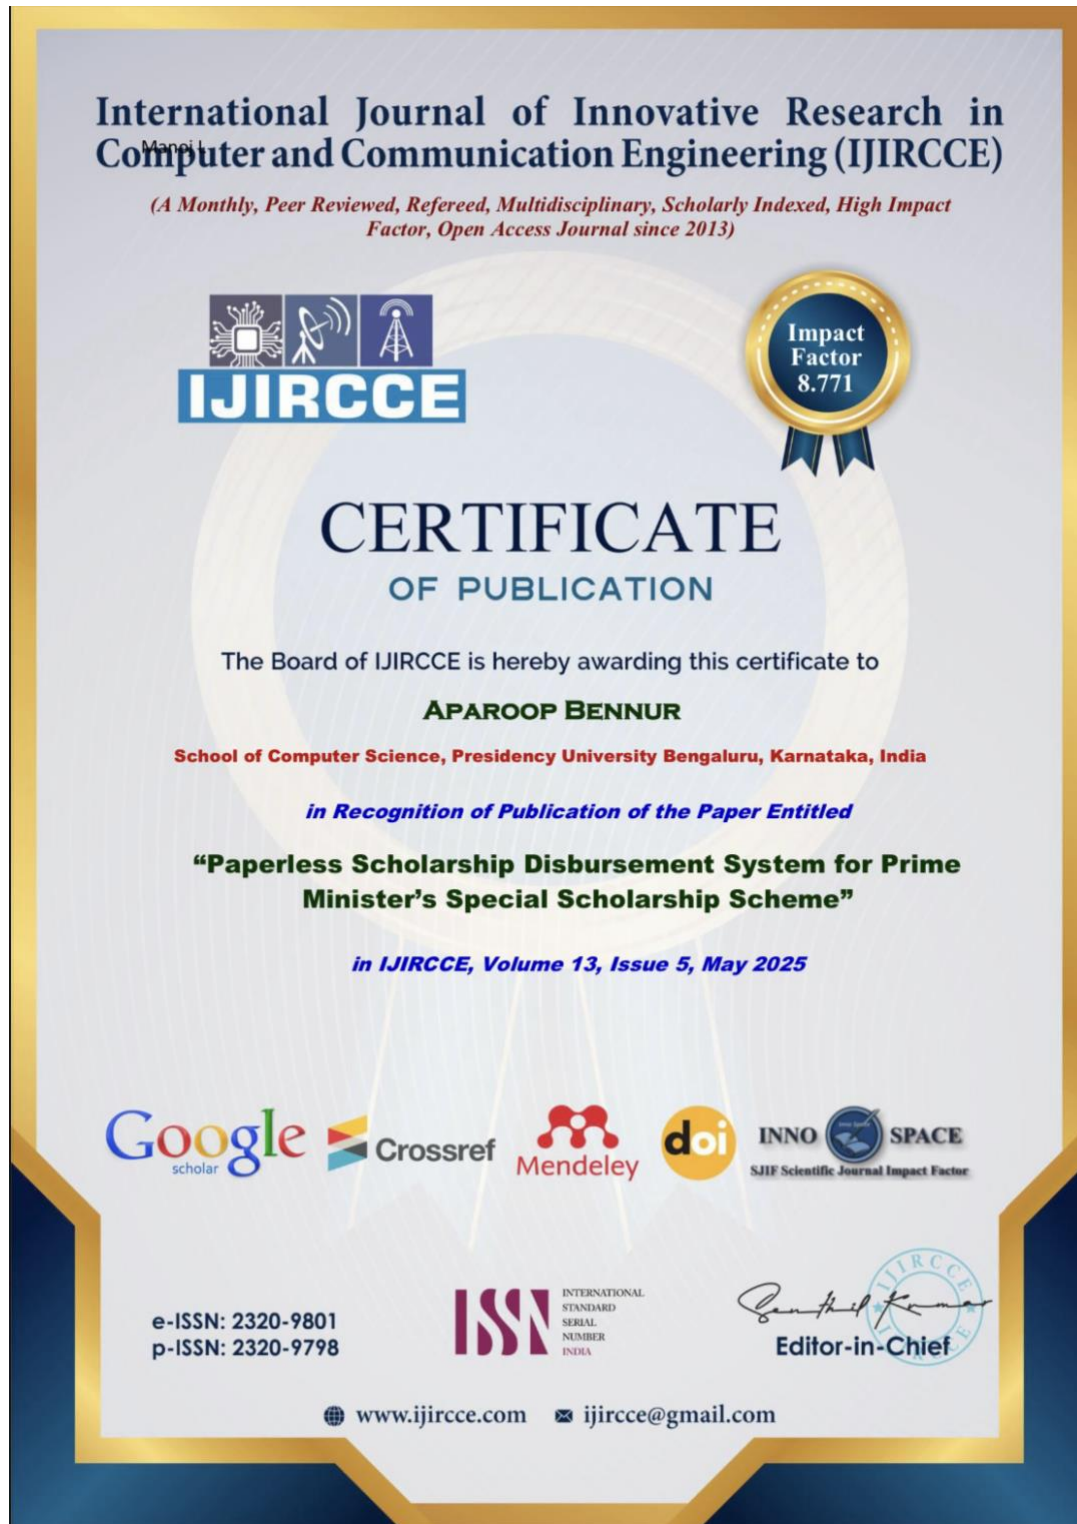 International Journal of Innovative Research in
Computer and Communication Engineering (IJIRCCE)
Manoj L
(A Monthly, Peer Reviewed, Refereed, Multidisciplinary, Scholarly Indexed, High Impact
Factor, Open Access Journal since 2013)
IJIRCCE
Impact
Factor
8.771
CERTIFICATE
OF PUBLICATION
The Board of IJIRCCE is hereby awarding this certificate to
APAROOP BENNUR
School of Computer Science, Presidency University Bengaluru, Karnataka, India
in Recognition of Publication of the Paper Entitled
“Paperless Scholarship Disbursement System for Prime
Minister’s Special Scholarship Scheme”
in IJIRCCE, Volume 13, Issue 5, May 2025
Google
scholar
Crossref
Mendeley
doi
INNO SPACE
SJIF Scientific Journal Impact Factor
e-ISSN: 2320-9801
p-ISSN: 2320-9798
ISSN
INTERNATIONAL
STANDARD
SERIAL
NUMBER
INDIA
IJIRCCE
Senthil Kumar
Editor-in-Chief
IJIRCCE
www.ijircce.com
ijircce@gmail.com